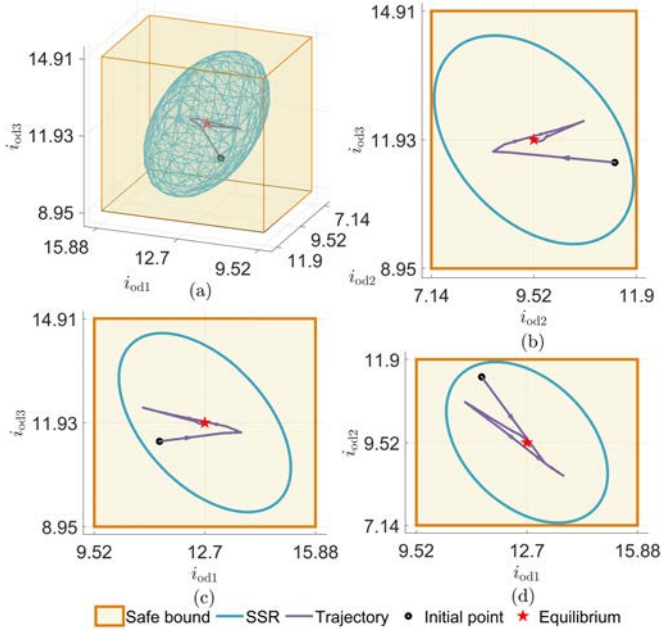 14.91
11.93
8.95
i_od3
15.88
12.7
9.52
i_od1
7.14
9.52
11.9
(a)
14.91
11.93
8.95
i_od3
i_od2
7.14
9.52
11.9
i_od2
(b)
14.91
11.93
8.95
i_od3
9.52
12.7
15.88
i_od1
(c)
11.9
9.52
7.14
i_od2
9.52
12.7
15.88
i_od1
(d)
Safe bound SSR Trajectory Initial point Equilibrium